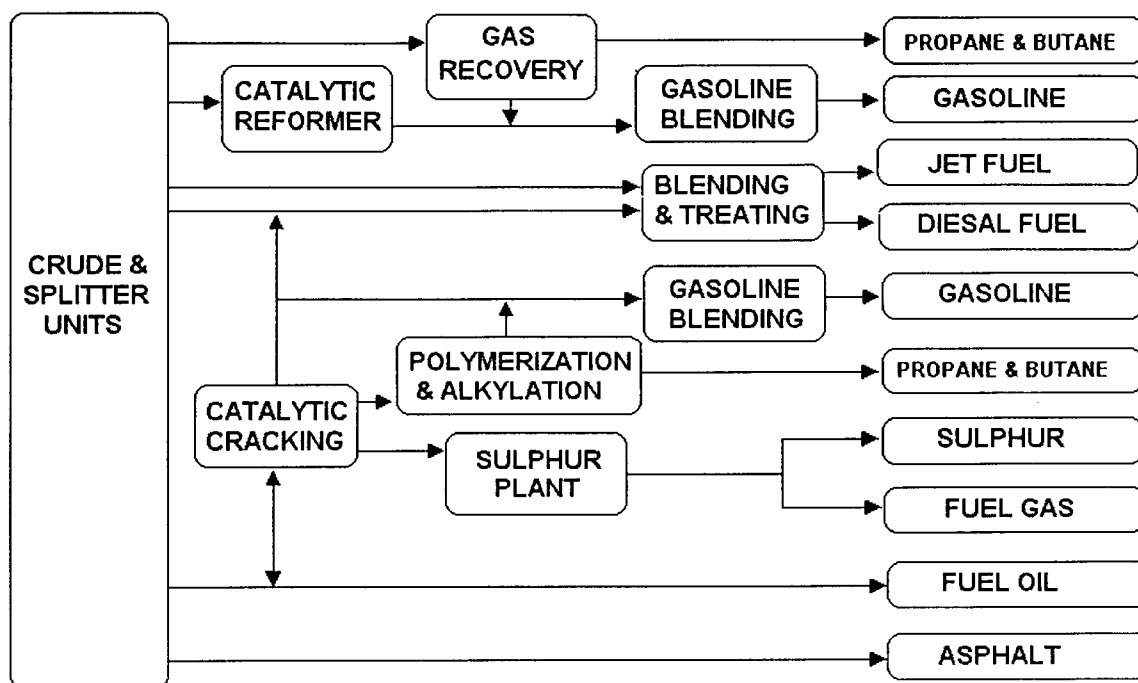 CRUDE &
SPLITTER
UNITS
GAS
RECOVERY
PROPANE & BUTANE
CATALYTIC
REFORMER
GASOLINE
BLENDING
GASOLINE
JET FUEL
BLENDING
& TREATING
DIESAL FUEL
GASOLINE
BLENDING
GASOLINE
POLYMERIZATION
& ALKYLATION
PROPANE & BUTANE
CATALYTIC
CRACKING
SULPHUR
PLANT
SULPHUR
FUEL GAS
FUEL OIL
ASPHALT